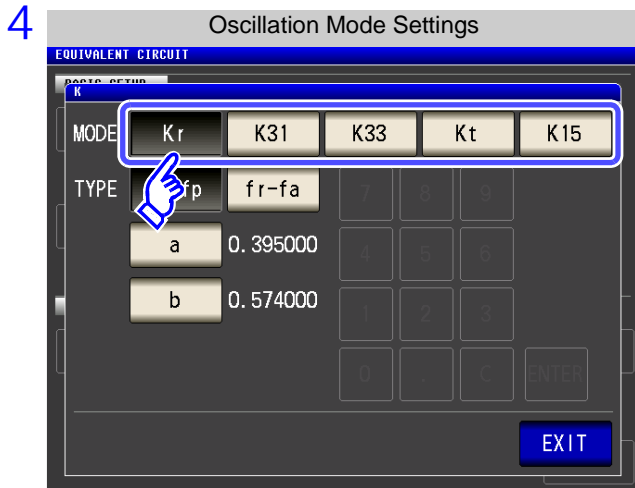 4
Oscillation Mode Settings
EQUIVALENT CIRCUIT
K
MODE Kr K31 K33 Kt K15
TYPE fp fr-fa 7 8 9
a 0.395000 4 5 6
b 0.574000 1 2 3
0 . C ENTER
EXIT